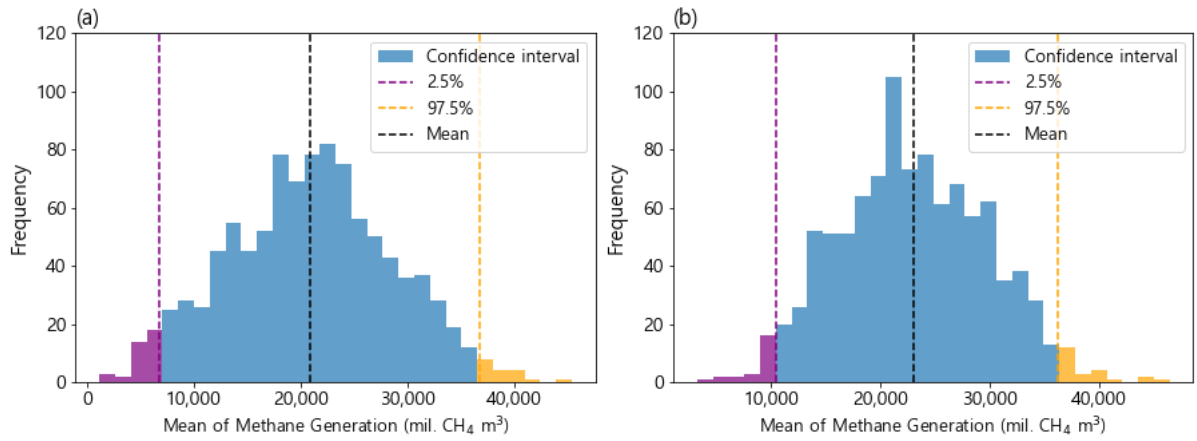 (a)
120
100
80
60
40
20
0
Frequency
Confidence interval
2.5%
97.5%
Mean
0
10,000
20,000
30,000
40,000
Mean of Methane Generation (mil. CH₄ m³)
(b)
120
100
80
60
40
20
0
Frequency
Confidence interval
2.5%
97.5%
Mean
10,000
20,000
30,000
40,000
Mean of Methane Generation (mil. CH₄ m³)